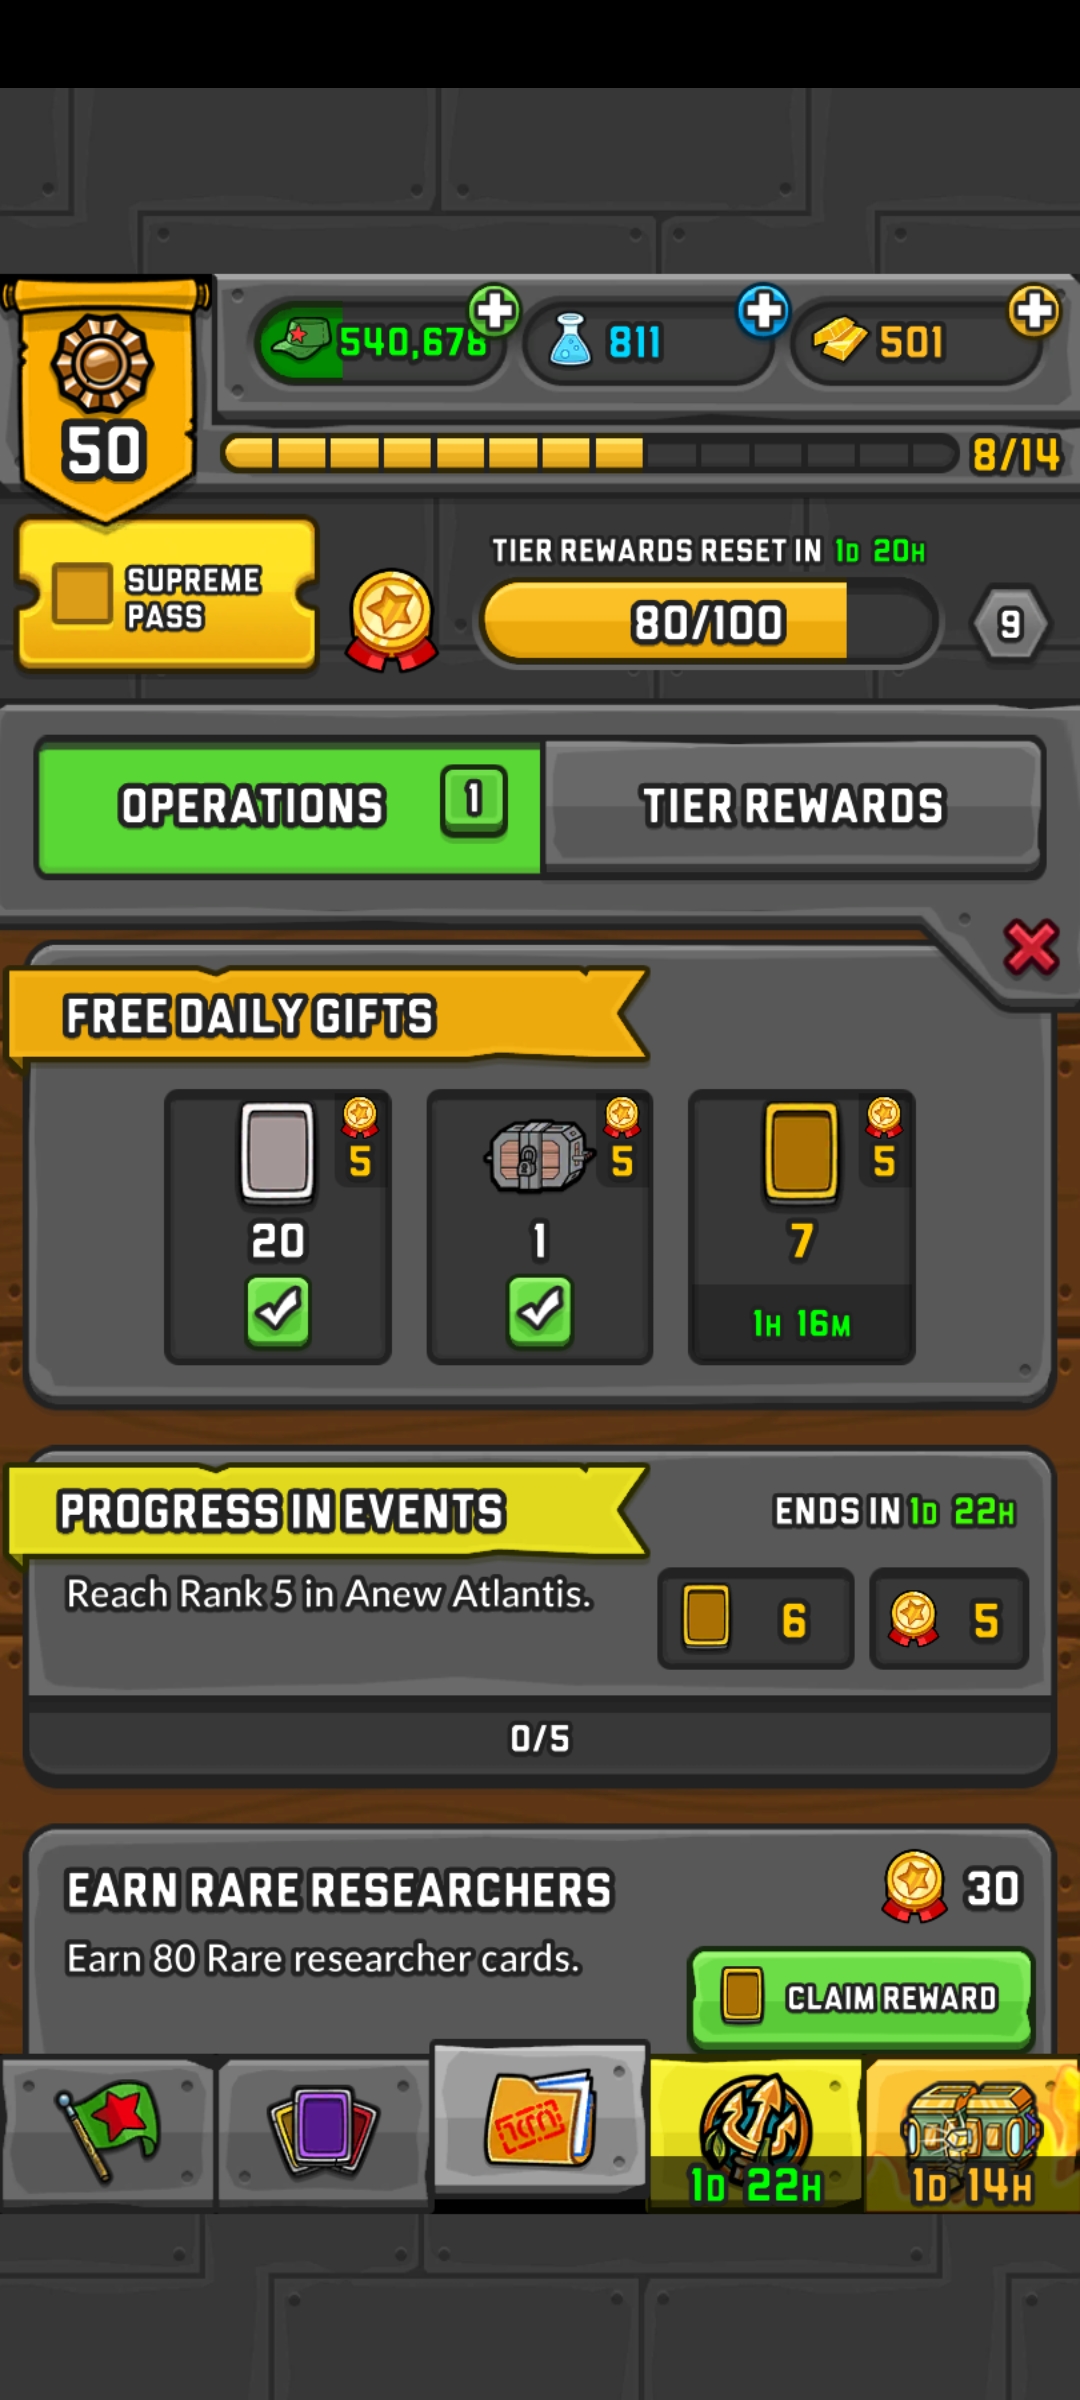 540,678
811
501
50
8/14
SUPREME
PASS
TIER REWARDS RESET IN 1D 20H
80/100
9
OPERATIONS 1
TIER REWARDS
FREE DAILY GIFTS
5
5
5
20
1
7
1H 16M
PROGRESS IN EVENTS
ENDS IN 1D 22H
Reach Rank 5 in Anew Atlantis.
6
5
0/5
EARN RARE RESEARCHERS
30
Earn 80 Rare researcher cards.
CLAIM REWARD
1D 22H
1D 14H